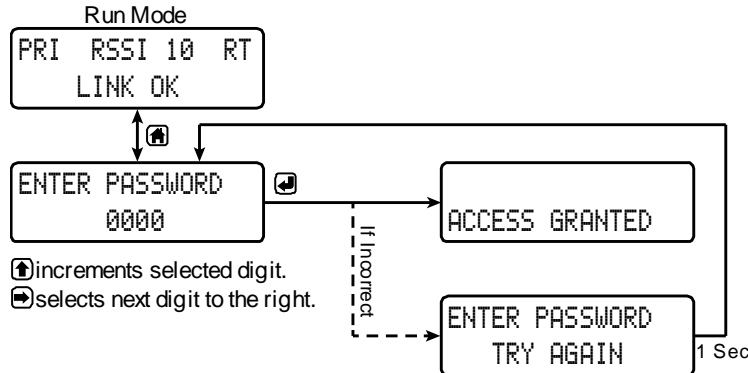 Run Mode
PRI RSSI 10 RT
LINK OK
ENTER PASSWORD
0000
ACCESS GRANTED
If Incorrect
increments selected digit.
selects next digit to the right.
ENTER PASSWORD
TRY AGAIN
1 Sec